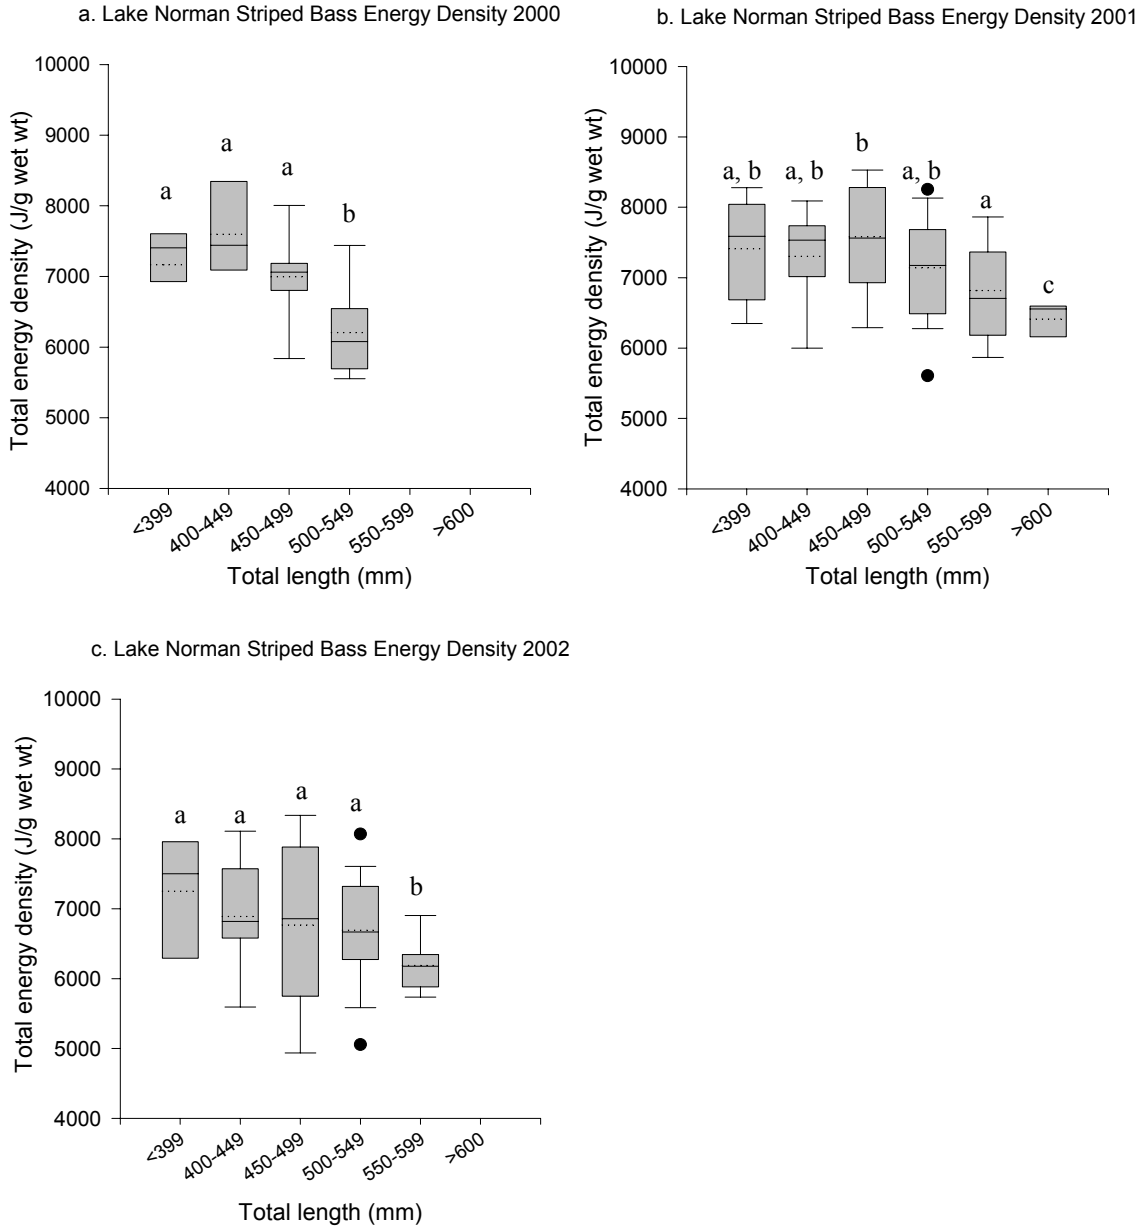 a. Lake Norman Striped Bass Energy Density 2000
Total energy density (J/g wet wt)
10000
9000
8000
7000
6000
5000
4000
a
a
a
b
<399
400-449
450-499
500-549
550-599
>600
Total length (mm)
b. Lake Norman Striped Bass Energy Density 2001
Total energy density (J/g wet wt)
10000
9000
8000
7000
6000
5000
4000
a, b
a, b
b
a, b
a
c
<399
400-449
450-499
500-549
550-599
>600
Total length (mm)
c. Lake Norman Striped Bass Energy Density 2002
Total energy density (J/g wet wt)
10000
9000
8000
7000
6000
5000
4000
a
a
a
a
b
<399
400-449
450-499
500-549
550-599
>600
Total length (mm)